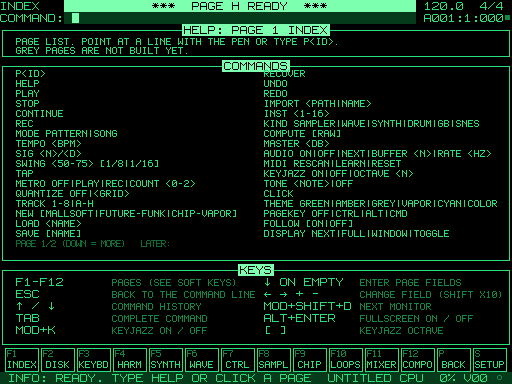 INDEX *** PAGE H READY *** 120.0 4/4
COMMAND: A001:1:000
HELP: PAGE 1 INDEX
PAGE LIST. POINT AT A LINE WITH THE PEN OR TYPE P<ID>.
GREY PAGES ARE NOT BUILT YET.
COMMANDS
P<ID>
HELP
PLAY
STOP
CONTINUE
REC
MODE PATTERN|SONG
TEMPO <BPM>
SIG <N>/<D>
SWING <50-75> [1/8|1/16]
TAP
METRO OFF|PLAY|REC|COUNT <0-2>
QUANTIZE OFF|<GRID>
TRACK 1-8|A-H
NEW [MALLSOFT|FUTURE-FUNK|CHIP-VAPOR]
LOAD <NAME>
SAVE [NAME]
PAGE 1/2 (DOWN = MORE) LATER:
RECOVER
UNDO
REDO
IMPORT <PATH|NAME>
INST <1-16>
KIND SAMPLER|WAVE|SYNTH|DRUM|GB|SNES
COMPUTE [RAW]
MASTER <DB>
AUDIO ON|OFF|NEXT|BUFFER <N>|RATE <HZ>
MIDI RESCAN|LEARN|RESET
KEYJAZZ ON|OFF|OCTAVE <N>
TONE <NOTE>|OFF
CLICK
THEME GREEN|AMBER|GREY|VAPOR|CYAN|COLOR
PAGEKEY OFF|CTRL|ALT|CMD
FOLLOW [ON|OFF]
DISPLAY NEXT|FULL|WINDOW|TOGGLE
KEYS
F1-F12 PAGES (SEE SOFT KEYS)
ESC BACK TO THE COMMAND LINE
↑ / ↓ COMMAND HISTORY
TAB COMPLETE COMMAND
MOD+K KEYJAZZ ON / OFF
↓ ON EMPTY ENTER PAGE FIELDS
← → + - CHANGE FIELD (SHIFT X10)
MOD+SHIFT+D NEXT MONITOR
ALT+ENTER FULLSCREEN ON / OFF
[ ] KEYJAZZ OCTAVE
F1 F2 F3 F4 F5 F6 F7 F8 F9 F10 F11 F12 P S
INDEX DISK KEYBD HARM SYNTH WAVE CTRL SAMPL CHIP LOOPS MIXER COMPO BACK SETUP
INFO: READY. TYPE HELP OR CLICK A PAGE UNTITLED CPU 0% V00